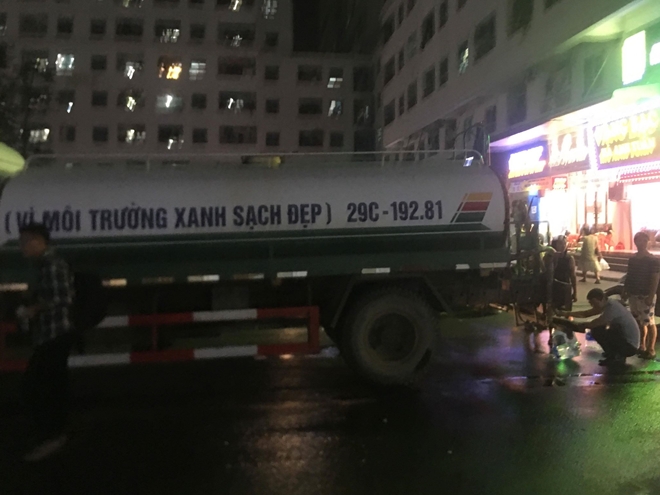 (VÌ MÔI TRƯỜNG XANH SẠCH ĐẸP) 29C-192.81